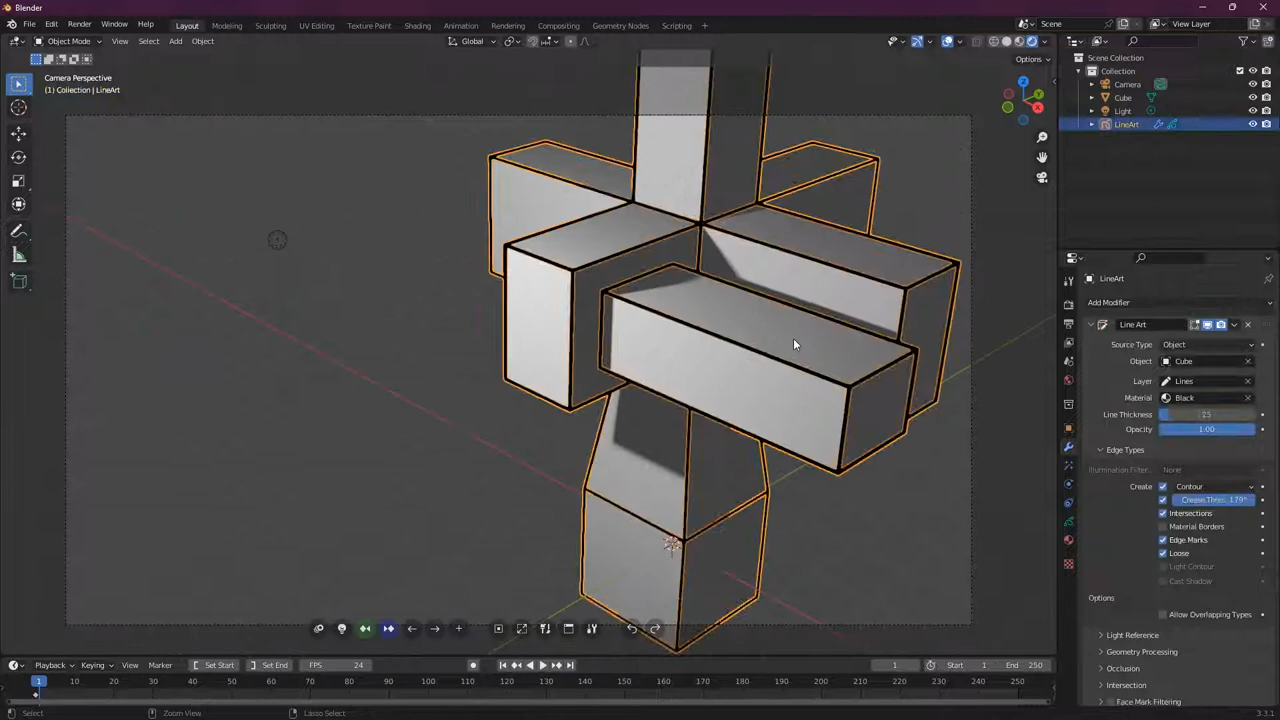 Blender
File Edit Render Window Help Layout Modeling Sculpting UV Editing Texture Paint Shading Animation Rendering Compositing Geometry Nodes Scripting + Scene View Layer
Object Mode View Select Add Object Global
Options
Camera Perspective
(1) Collection | LineArt
Z
Y
X
Scene Collection
Collection
Camera
Cube
Light
LineArt
LineArt
Add Modifier
Line Art
Source Type Object
Object Cube
Layer Lines
Material Black
Line Thickness 25
Opacity 1.00
Edge Types
Illumination Filter.. None
Create Contour
Crease Thres. 179°
Intersections
Material Borders
Edge Marks
Loose
Light Contour
Cast Shadow
Options
Allow Overlapping Types
Light Reference
Geometry Processing
Occlusion
Intersection
Face Mark Filtering
Playback Keying View Marker Set Start Set End FPS 24 1 Start 1 End 250
1 10 20 30 40 50 60 70 80 90 100 110 120 130 140 150 160 170 180 190 200 210 220 230 240 250
Select Zoom View Lasso Select 3.3.1